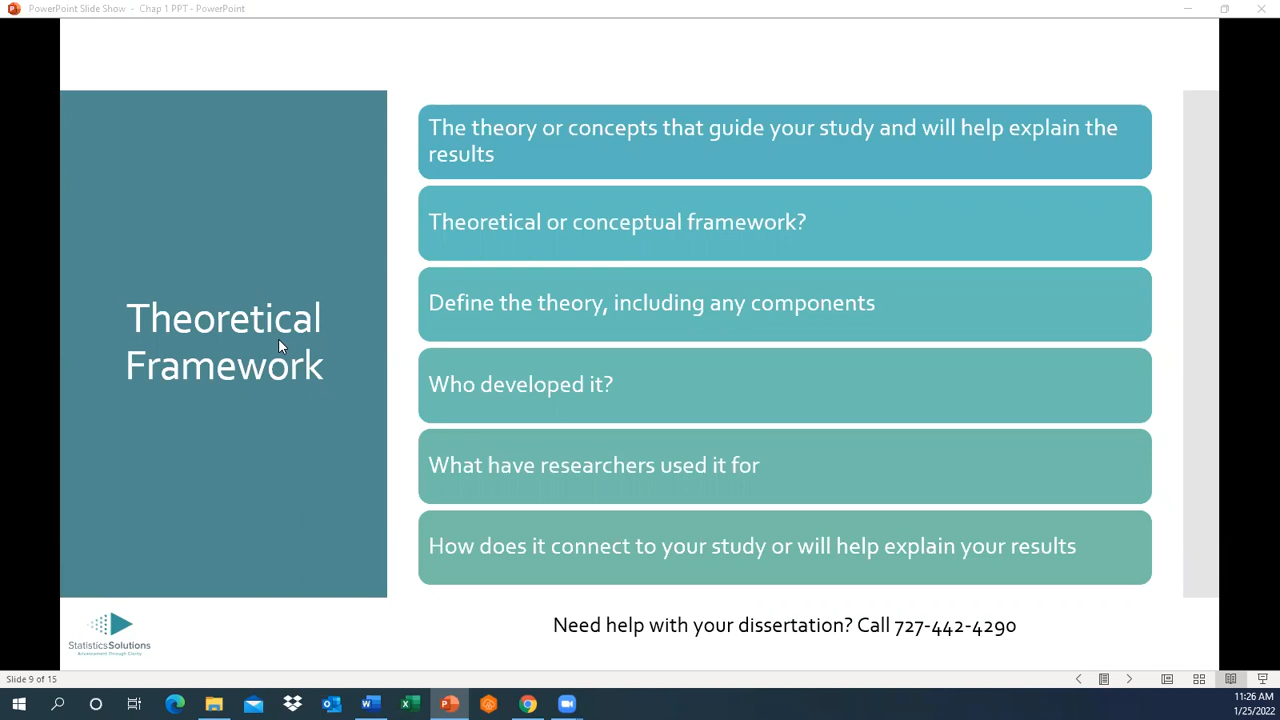 PowerPoint Slide Show - Chap 1 PPT - PowerPoint
The theory or concepts that guide your study and will help explain the
results
Theoretical or conceptual framework?
Define the theory, including any components
Who developed it?
What have researchers used it for
How does it connect to your study or will help explain your results
Theoretical
Framework
StatisticsSolutions
Advancement Through Clarity
Need help with your dissertation? Call 727-442-4290
Slide 9 of 15
11:26 AM
1/25/2022